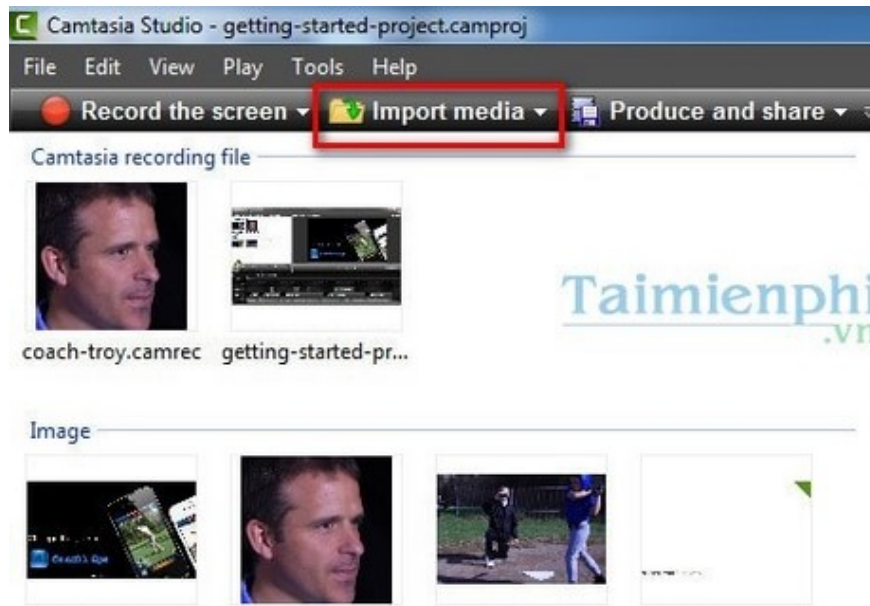 Camtasia Studio - getting-started-project.camproj
File Edit View Play Tools Help
Record the screen Import media Produce and share
Camtasia recording file
Taimienphi
.vn
coach-troy.camrec getting-started-pr...
Image